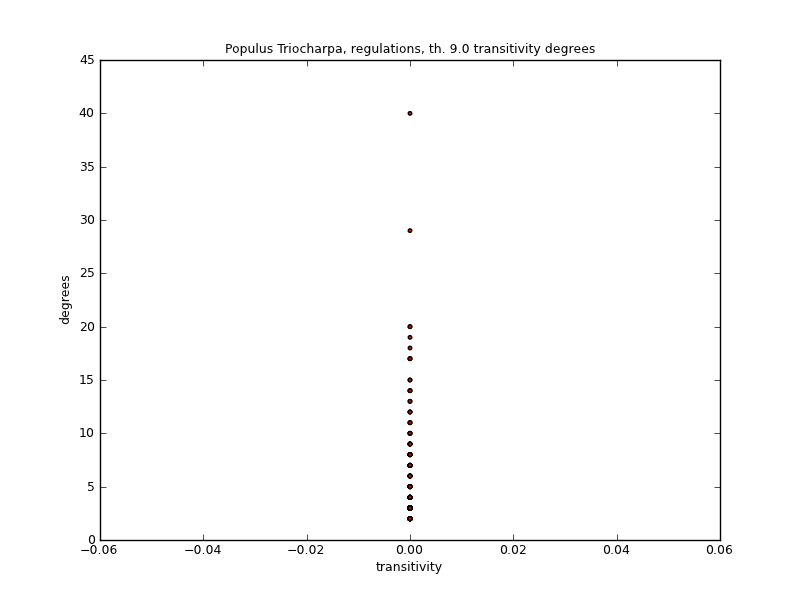 Populus Triocharpa, regulations, th. 9.0 transitivity degrees
45
40
35
30
25
20
15
10
5
0
degrees
−0.06 −0.04 −0.02 0.00 0.02 0.04 0.06
transitivity